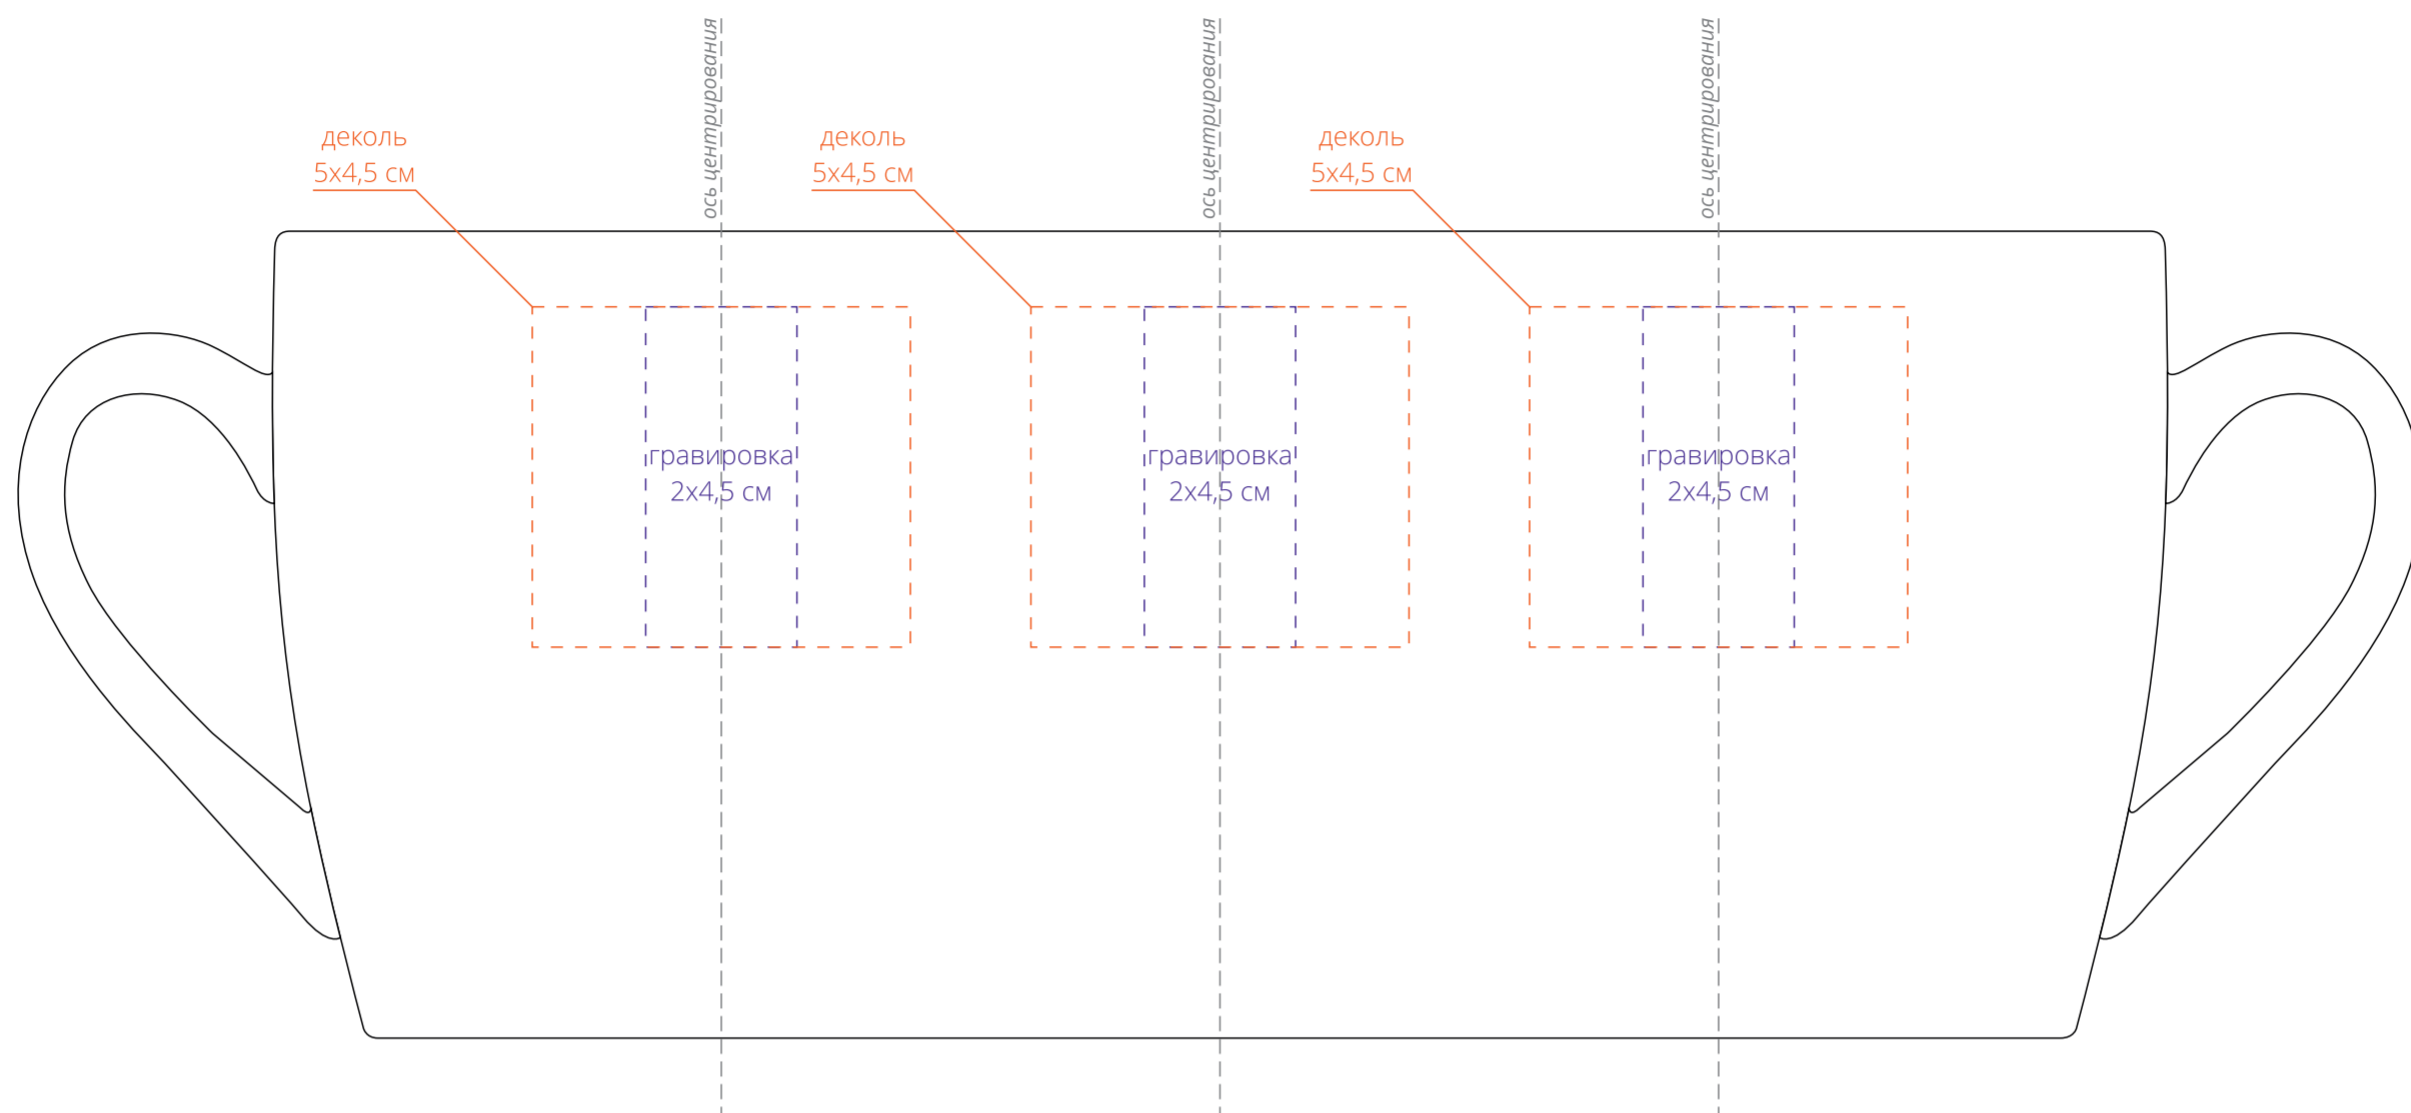 ось центрирования
ось центрирования
ось центрирования
деколь
5х4,5 см
деколь
5х4,5 см
деколь
5х4,5 см
гравировка
2х4,5 см
гравировка
2х4,5 см
гравировка
2х4,5 см